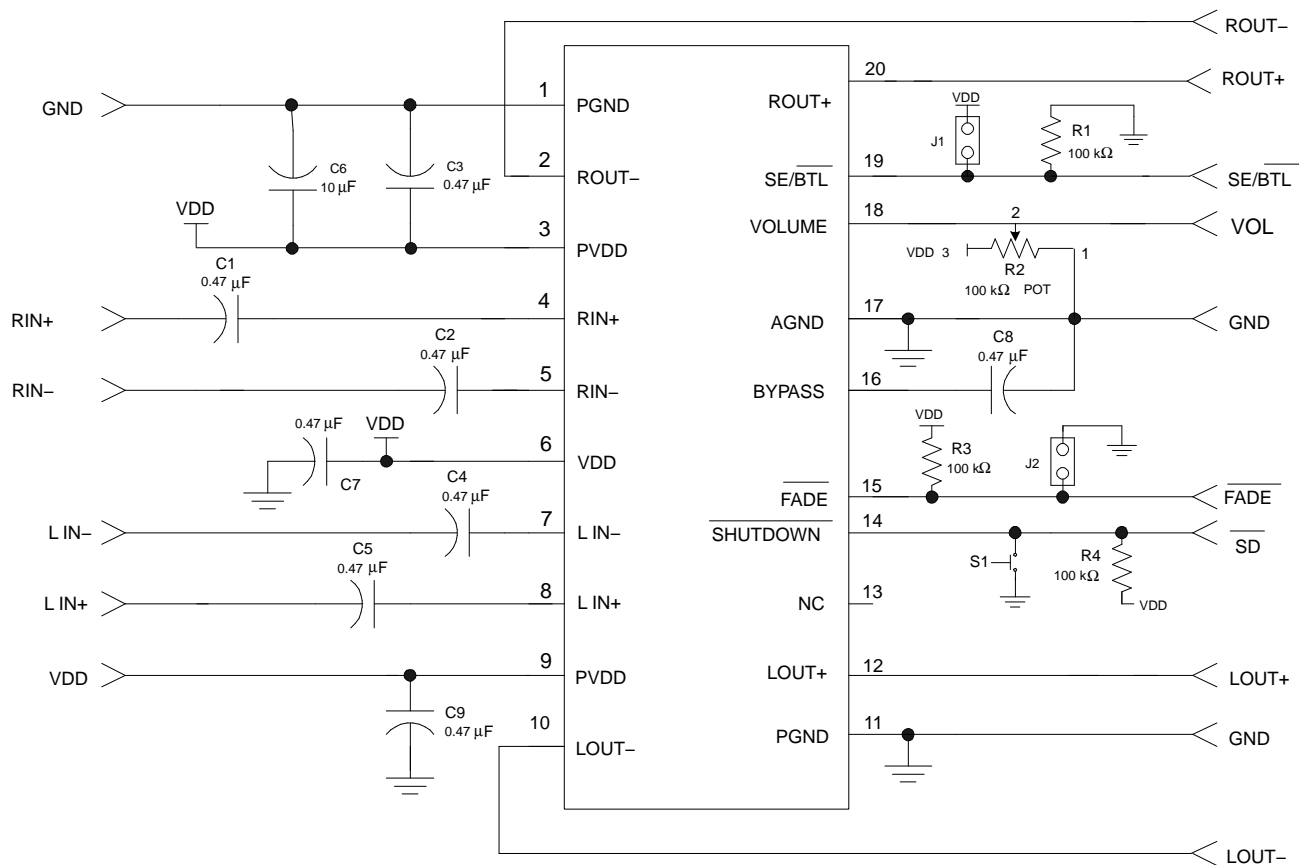 ROUT–
20
ROUT+
1
GND
PGND
ROUT+
VDD
J1
R1
100 kΩ
C6
10 µF
C3
0.47 µF
2
ROUT–
19
SE/BTL
SE/BTL
VDD
3
PVDD
18
VOLUME
2
VOL
VDD 3
1
R2
100 kΩ POT
C1
0.47 µF
4
RIN+
RIN+
17
AGND
GND
C2
0.47 µF
C8
0.47 µF
5
RIN–
RIN–
16
BYPASS
0.47 µF
VDD
C7
6
VDD
VDD
R3
100 kΩ
J2
15
FADE
FADE
C4
0.47 µF
7
L IN–
L IN–
14
SHUTDOWN
SD
S1
R4
100 kΩ
VDD
C5
0.47 µF
8
L IN+
L IN+
13
NC
9
VDD
PVDD
12
LOUT+
LOUT+
C9
0.47 µF
10
LOUT–
11
PGND
GND
LOUT–